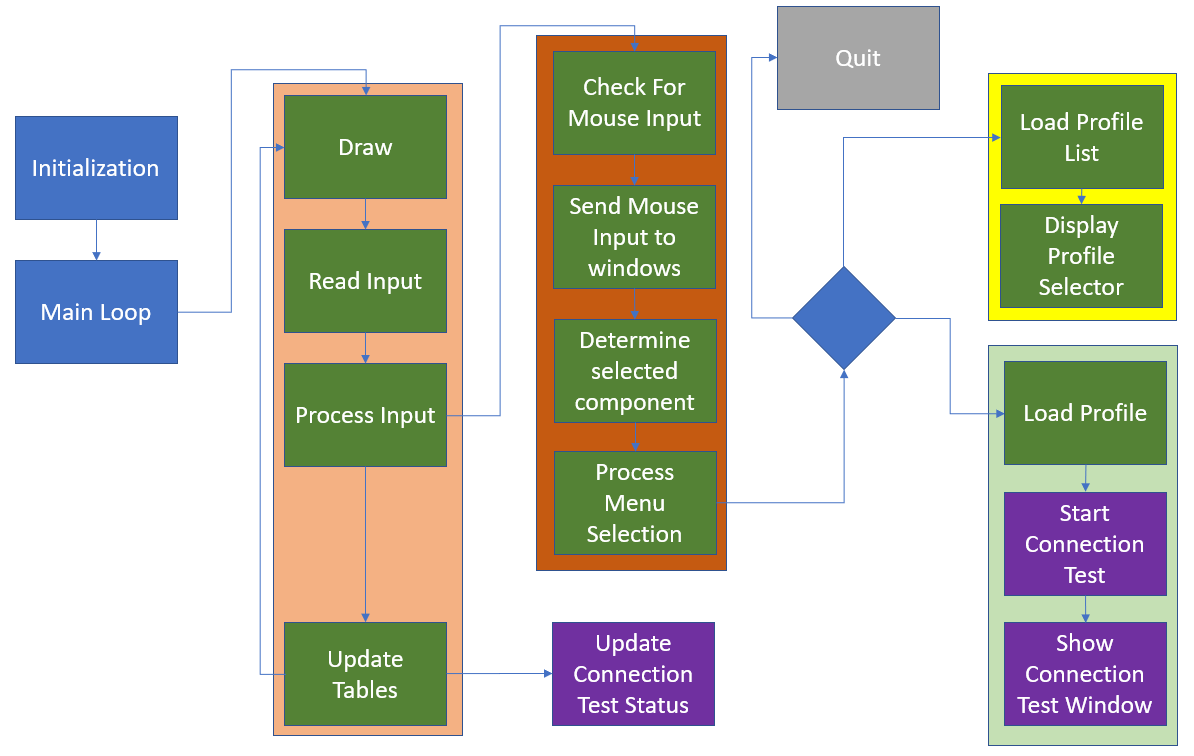 Initialization
Main Loop
Draw
Read Input
Process Input
Update
Tables
Check For
Mouse Input
Send Mouse
Input to
windows
Determine
selected
component
Process
Menu
Selection
Update
Connection
Test Status
Quit
Load Profile
List
Display
Profile
Selector
Load Profile
Start
Connection
Test
Show
Connection
Test Window